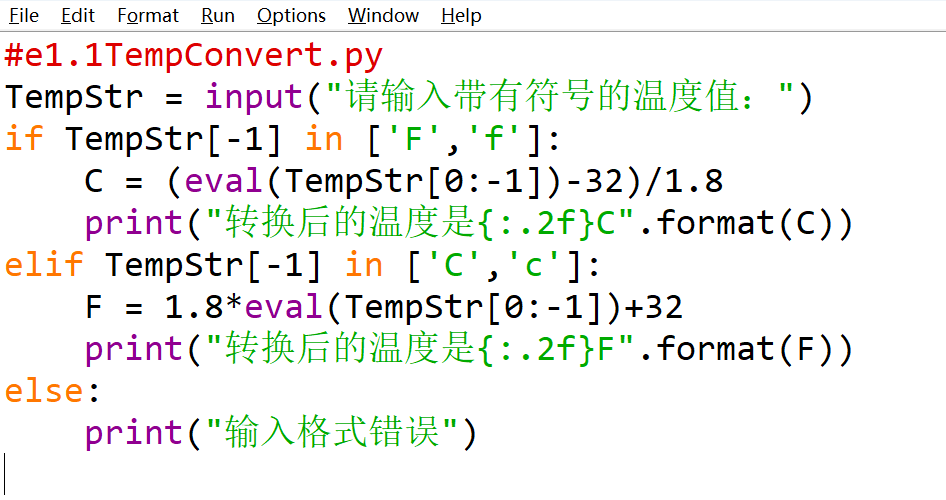 File Edit Format Run Options Window Help
#e1.1TempConvert.py
TempStr = input("请输入带有符号的温度值：")
if TempStr[-1] in ['F','f']:
    C = (eval(TempStr[0:-1])-32)/1.8
    print("转换后的温度是{:.2f}C".format(C))
elif TempStr[-1] in ['C','c']:
    F = 1.8*eval(TempStr[0:-1])+32
    print("转换后的温度是{:.2f}F".format(F))
else:
    print("输入格式错误")